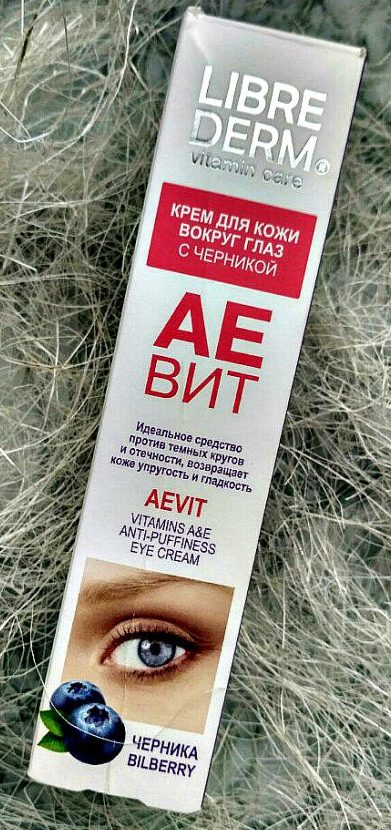 LIBRE
DERM®
vitamin care
КРЕМ ДЛЯ КОЖИ
ВОКРУГ ГЛАЗ
С ЧЕРНИКОЙ
АЕ
ВИТ
Идеальное средство
против темных кругов
и отечности, возвращает
коже упругость и гладкость
AEVIT
VITAMINS A&E
ANTI-PUFFINESS
EYE CREAM
ЧЕРНИКА
BILBERRY